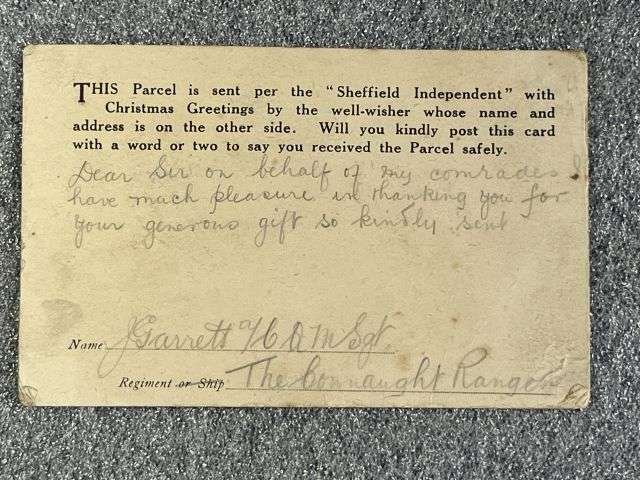 THIS Parcel is sent per the "Sheffield Independent" with
Christmas Greetings by the well-wisher whose name and
address is on the other side. Will you kindly post this card
with a word or two to say you received the Parcel safely.
Dear Sir on behalf of my comrades I
have much pleasure in thanking you for
your generous gift so kindly sent
Name J Garrett a/C Q M Sgt.
Regiment or Ship The Connaught Rangers